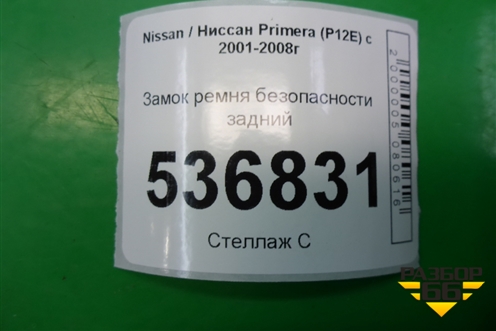 Nissan / Ниссан Primera (P12E) с
2001-2008г
Замок ремня безопасности
задний
536831
Стеллаж С
2000005080616
РАЗБОР
66